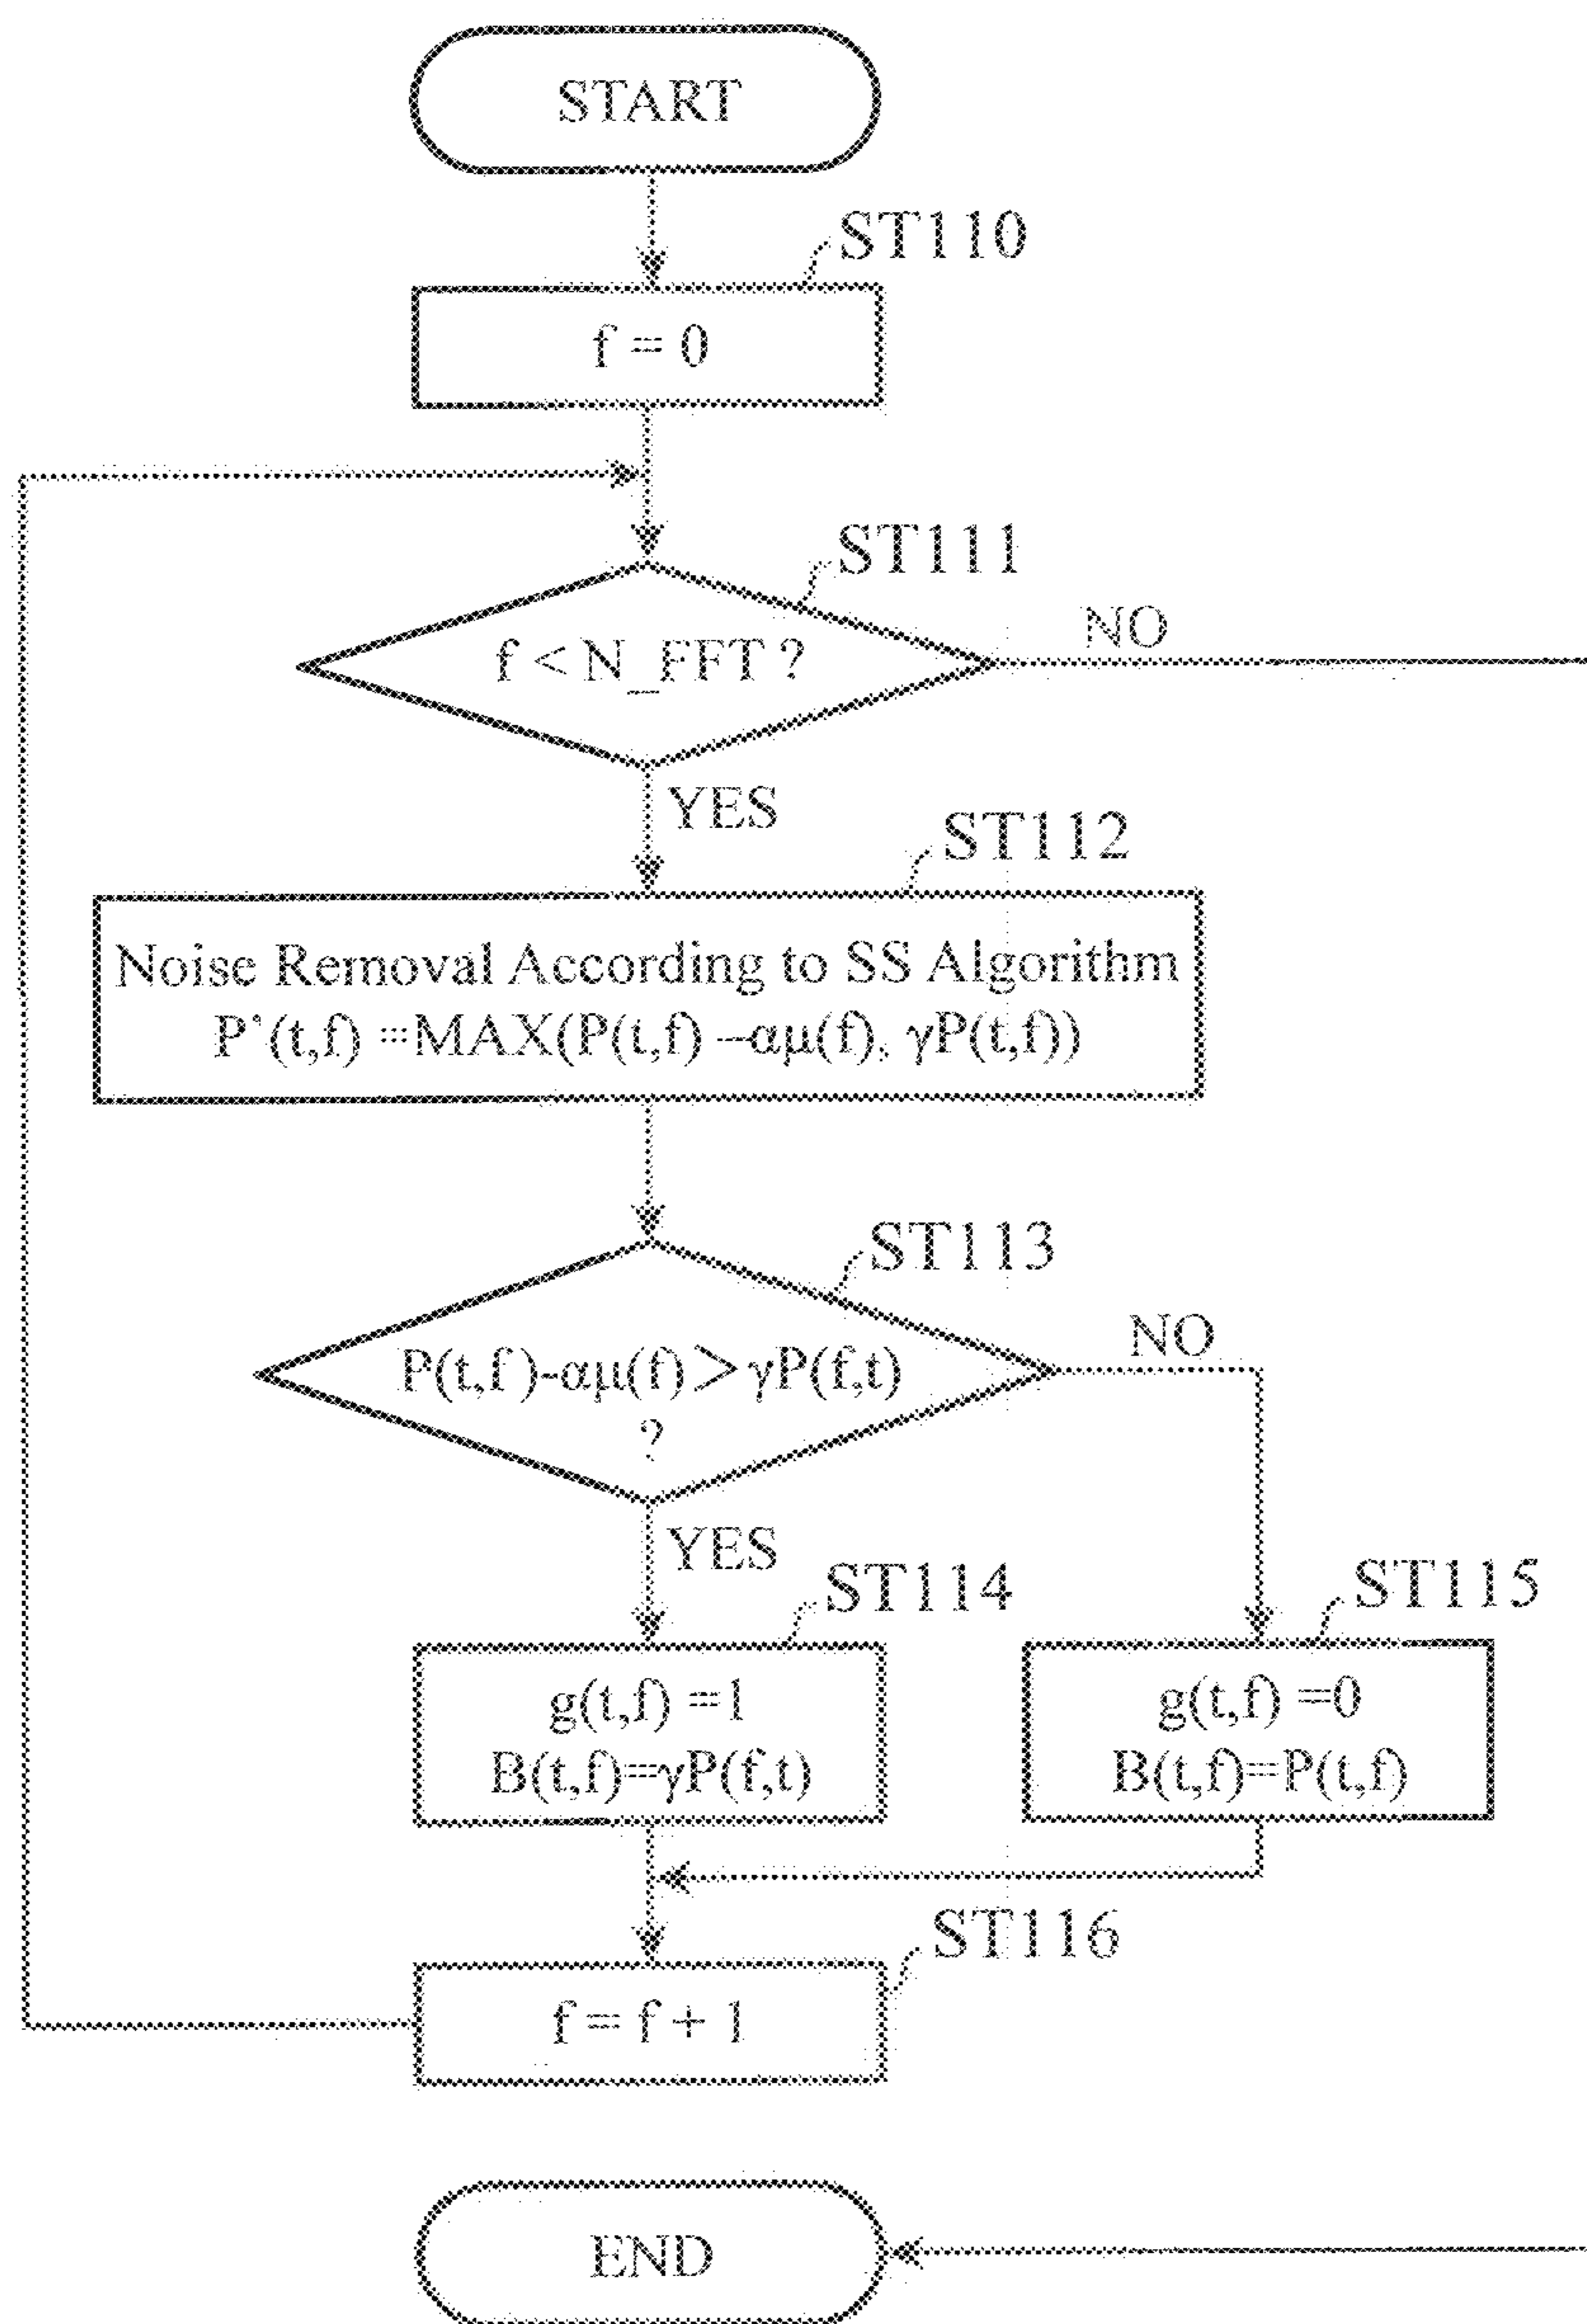 START
ST110
f = 0
ST111
f < N_FFT ?
NO
YES
ST112
Noise Removal According to SS Algorithm
P'(t,f) =MAX(P(t,f) –αμ(f), γP(t,f))
ST113
P(t,f)-αμ(f)>γP(f,t)
?
NO
YES
ST114
ST115
g(t,f) =1
B(t,f)=γP(f,t)
g(t,f) =0
B(t,f)=P(t,f)
ST116
f = f + 1
END